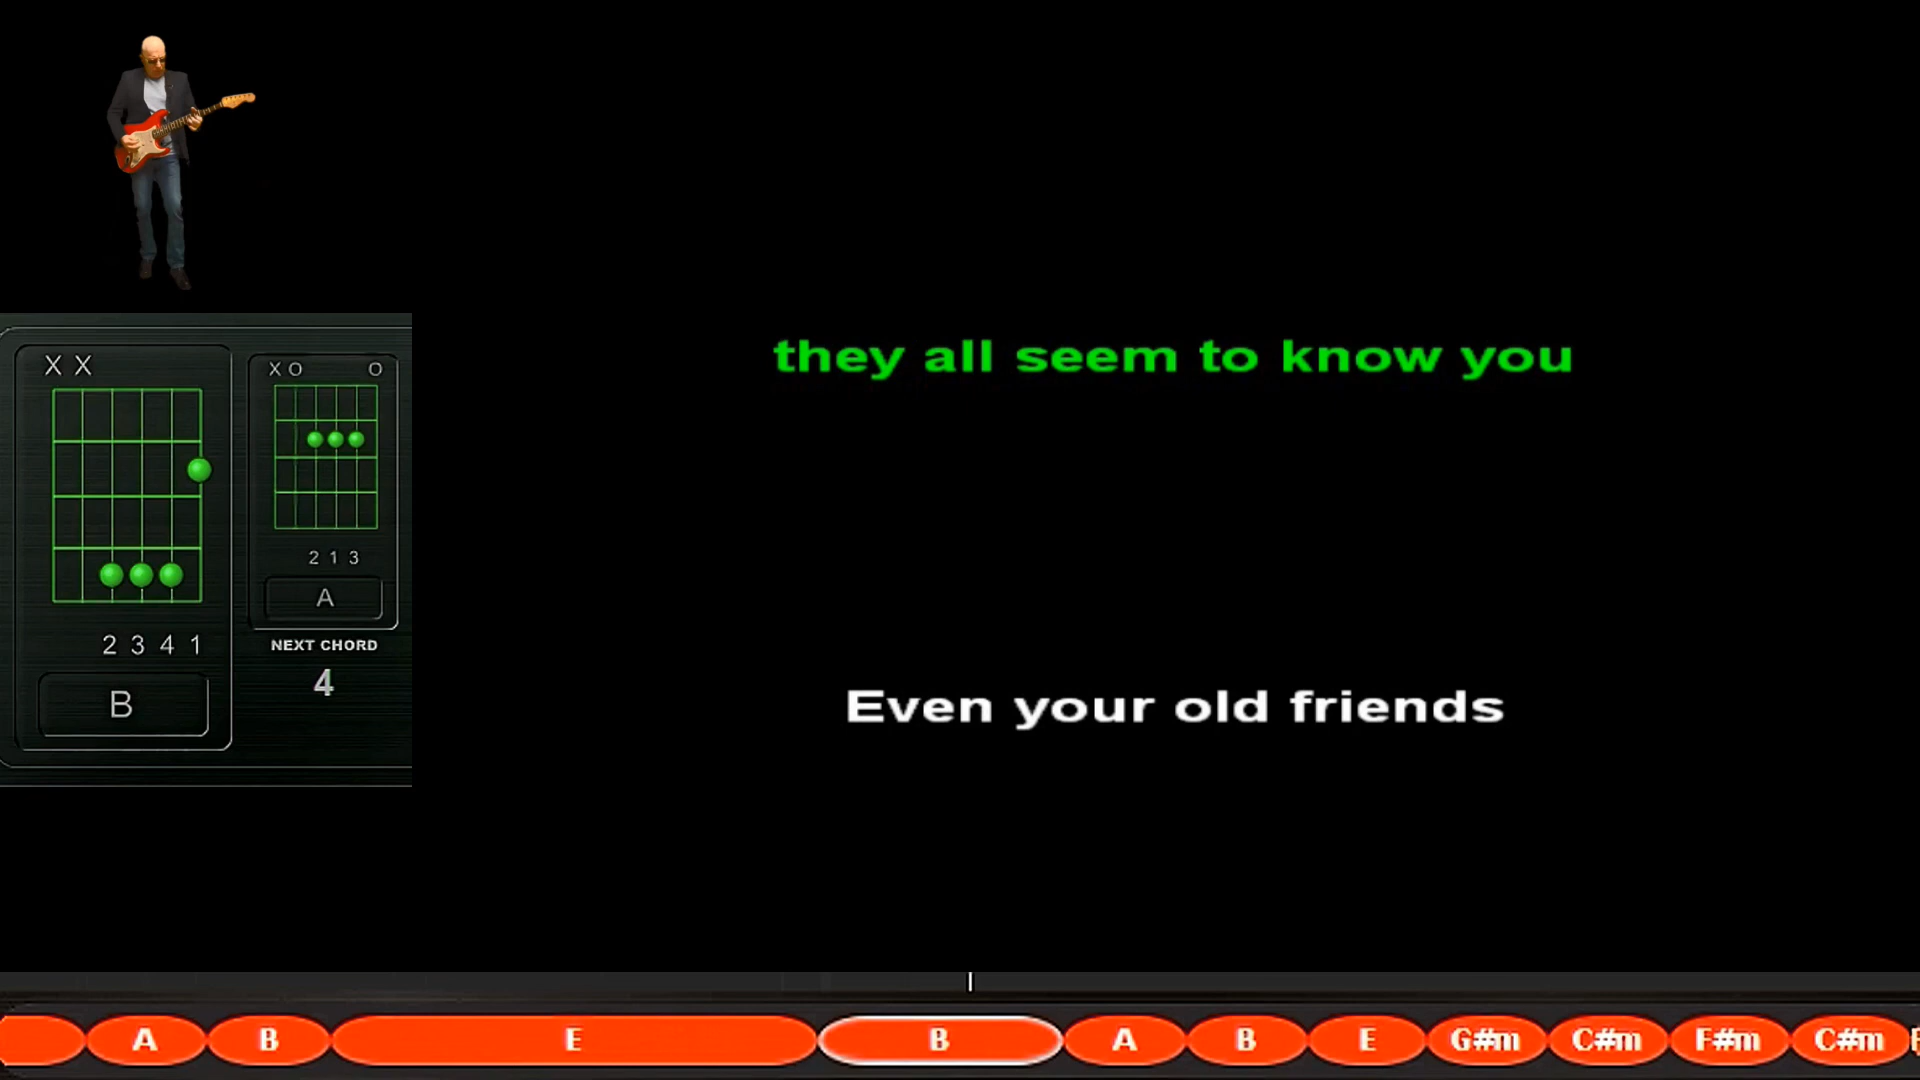 X X
X O O
they all seem to know you
2 1 3
A
2 3 4 1
NEXT CHORD
4
B
Even your old friends
A B E B A B E G#m C#m F#m C#m